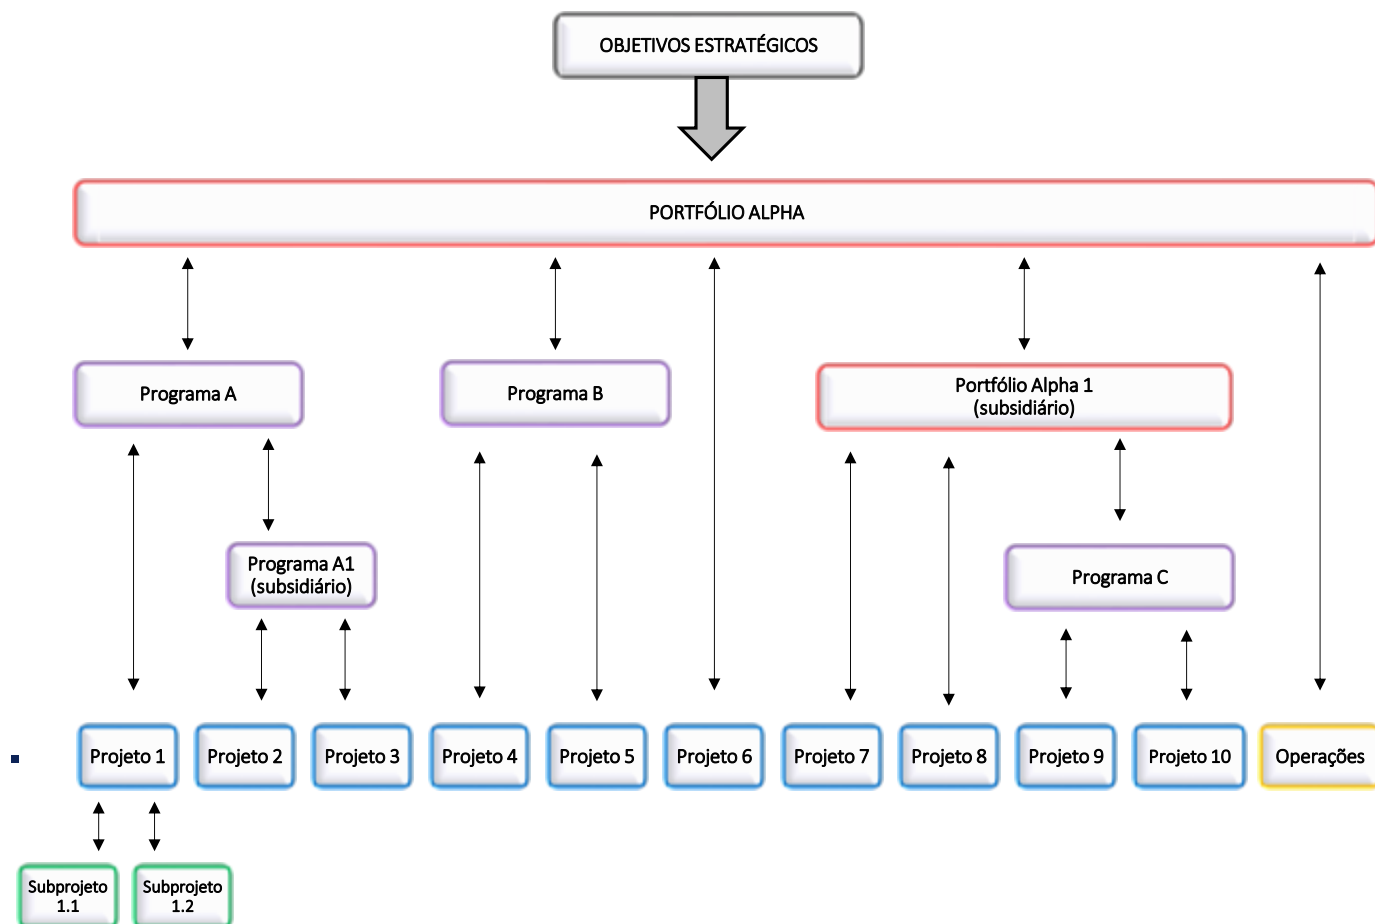 OBJETIVOS ESTRATÉGICOS
PORTFÓLIO ALPHA
Programa A
Programa B
Portfólio Alpha 1
(subsidiário)
Programa A1
(subsidiário)
Programa C
Projeto 1
Projeto 2
Projeto 3
Projeto 4
Projeto 5
Projeto 6
Projeto 7
Projeto 8
Projeto 9
Projeto 10
Operações
Subprojeto
1.1
Subprojeto
1.2